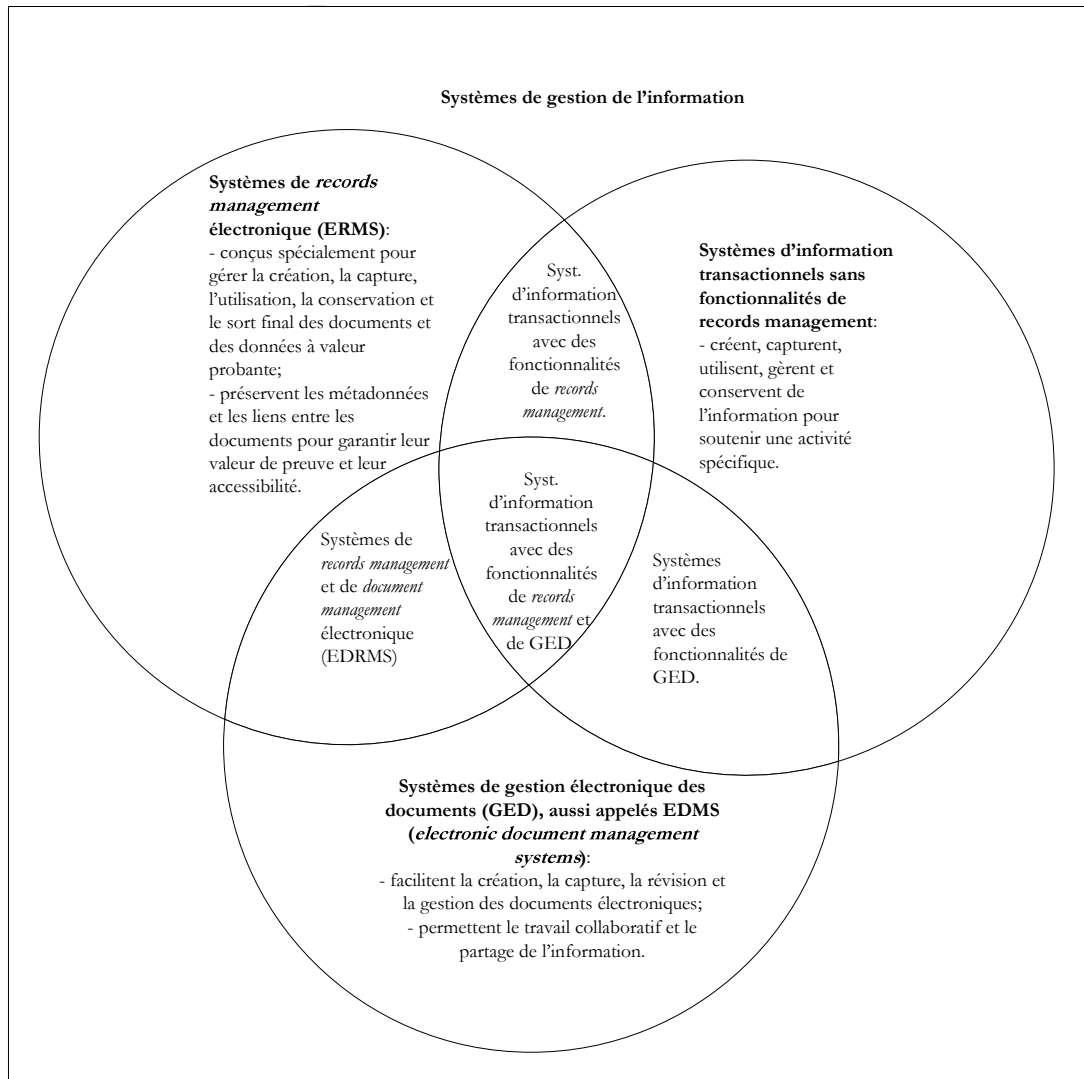 Systèmes de gestion de l'information
Systèmes de records
management
électronique (ERMS):
- conçus spécialement pour
gérer la création, la capture,
l'utilisation, la conservation et
le sort final des documents et
des données à valeur
probante;
- préservent les métadonnées
et les liens entre les
documents pour garantir leur
valeur de preuve et leur
accessibilité.
Syst.
d'information
transactionnels
avec des
fonctionnalités
de records
management.
Systèmes d'information
transactionnels sans
fonctionnalités de
records management:
- créent, capturent,
utilisent, gèrent et
conservent de
l'information pour
soutenir une activité
spécifique.
Systèmes de
records management
et de document
management
électronique
(EDRMS)
Syst.
d'information
transactionnels
avec des
fonctionnalités
de records
management et
de GED
Systèmes
d'information
transactionnels
avec des
fonctionnalités de
GED.
Systèmes de gestion électronique des
documents (GED), aussi appelés EDMS
(electronic document management
systems):
- facilitent la création, la capture, la révision et
la gestion des documents électroniques;
- permettent le travail collaboratif et le
partage de l'information.